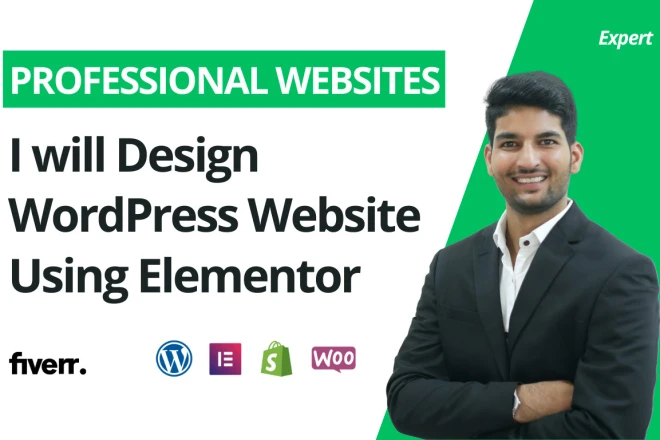 Expert
PROFESSIONAL WEBSITES
I will Design
WordPress Website
Using Elementor
fiverr.
WOO